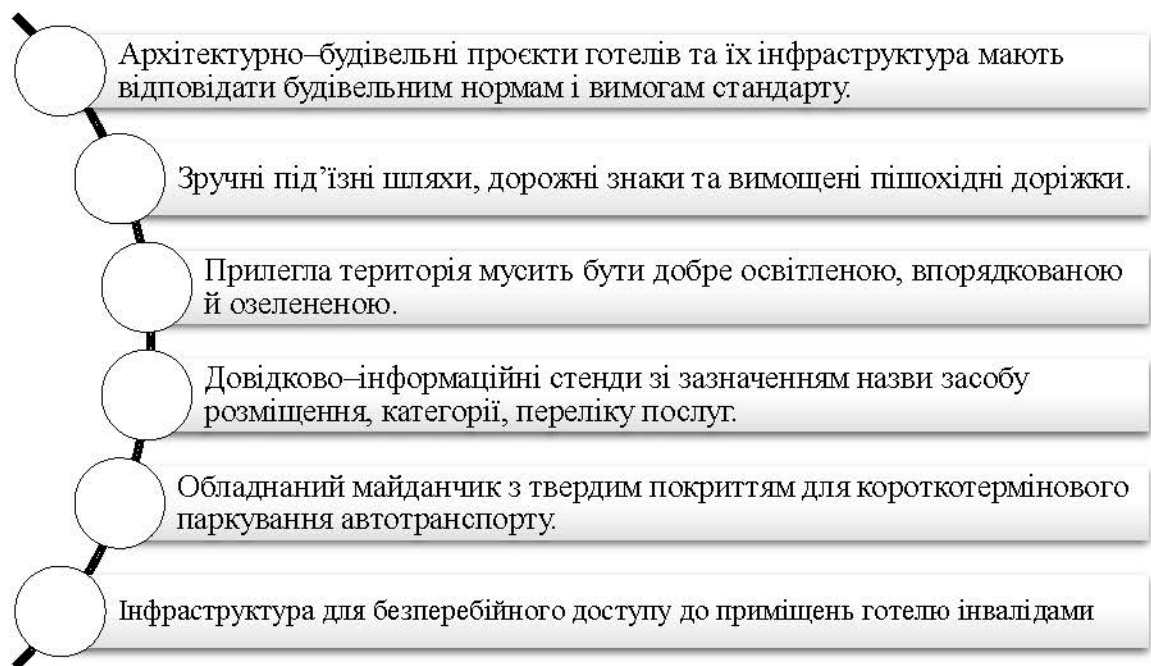 Архітектурно–будівельні проєкти готелів та їх інфраструктура мають
відповідати будівельним нормам і вимогам стандарту.
Зручні під’їзні шляхи, дорожні знаки та вимощені пішохідні доріжки.
Прилегла територія мусить бути добре освітленою, впорядкованою
й озелененою.
Довідково–інформаційні стенди зі зазначенням назви засобу
розміщення, категорії, переліку послуг.
Обладнаний майданчик з твердим покриттям для короткотермінового
паркування автотранспорту.
Інфраструктура для безперебійного доступу до приміщень готелю інвалідами